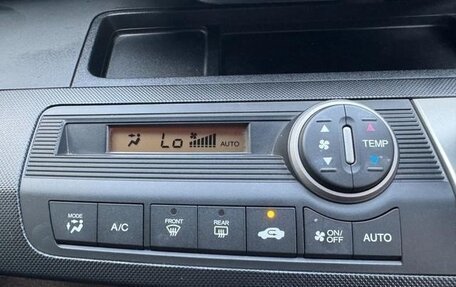 Lo AUTO
TEMP
MODE
A/C
FRONT
REAR
ON/
OFF
AUTO